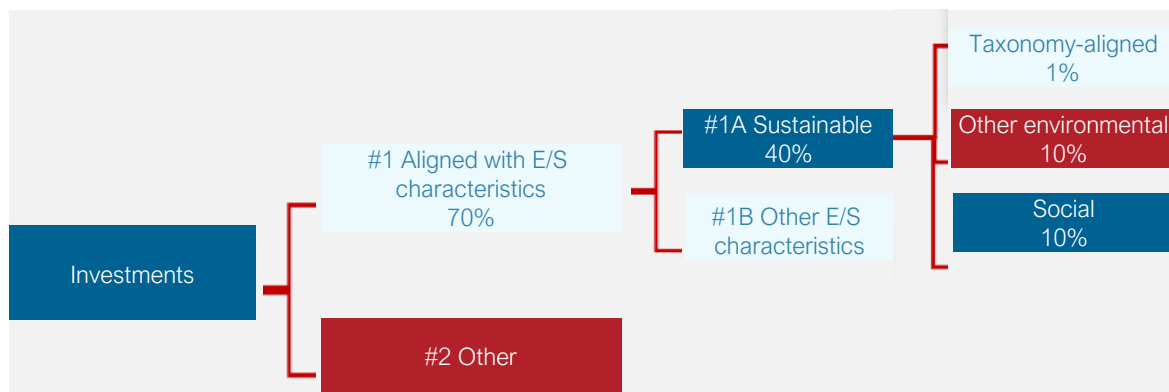 Investments
#1 Aligned with E/S
characteristics
70%
#2 Other
#1A Sustainable
40%
#1B Other E/S
characteristics
Taxonomy-aligned
1%
Other environmental
10%
Social
10%